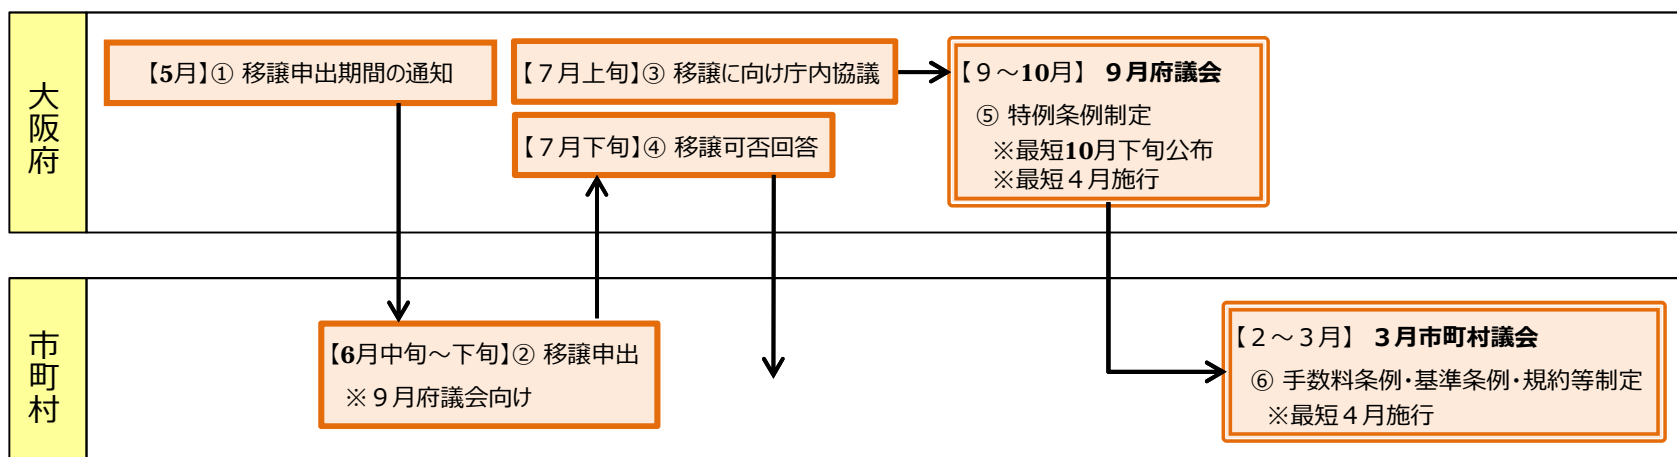 大阪府
【5月】① 移譲申出期間の通知
【７月上旬】③ 移譲に向け庁内協議
【７月下旬】④ 移譲可否回答
【９～10月】 ９月府議会
⑤ 特例条例制定
※最短10月下旬公布
※最短４月施行
市町村
【6月中旬～下旬】② 移譲申出
※９月府議会向け
【２～３月】 ３月市町村議会
⑥ 手数料条例・基準条例・規約等制定
※最短４月施行